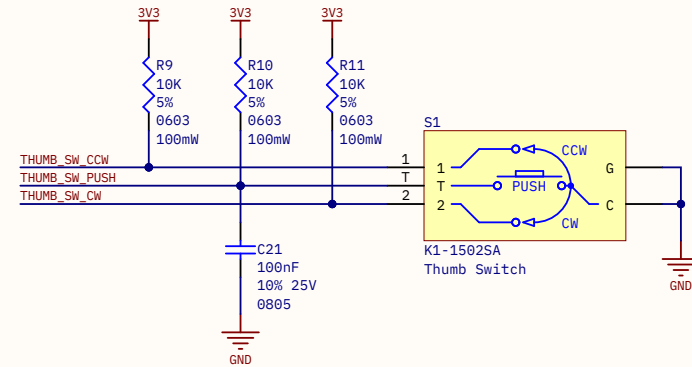 3V3
3V3
3V3
R9
10K
5%
0603
100mW
R10
10K
5%
0603
100mW
R11
10K
5%
0603
100mW
S1
THUMB_SW_CCW
THUMB_SW_PUSH
THUMB_SW_CW
1
T
2
1
T
2
CCW
PUSH
CW
G
C
K1-1502SA
Thumb Switch
GND
C21
100nF
10% 25V
0805
GND